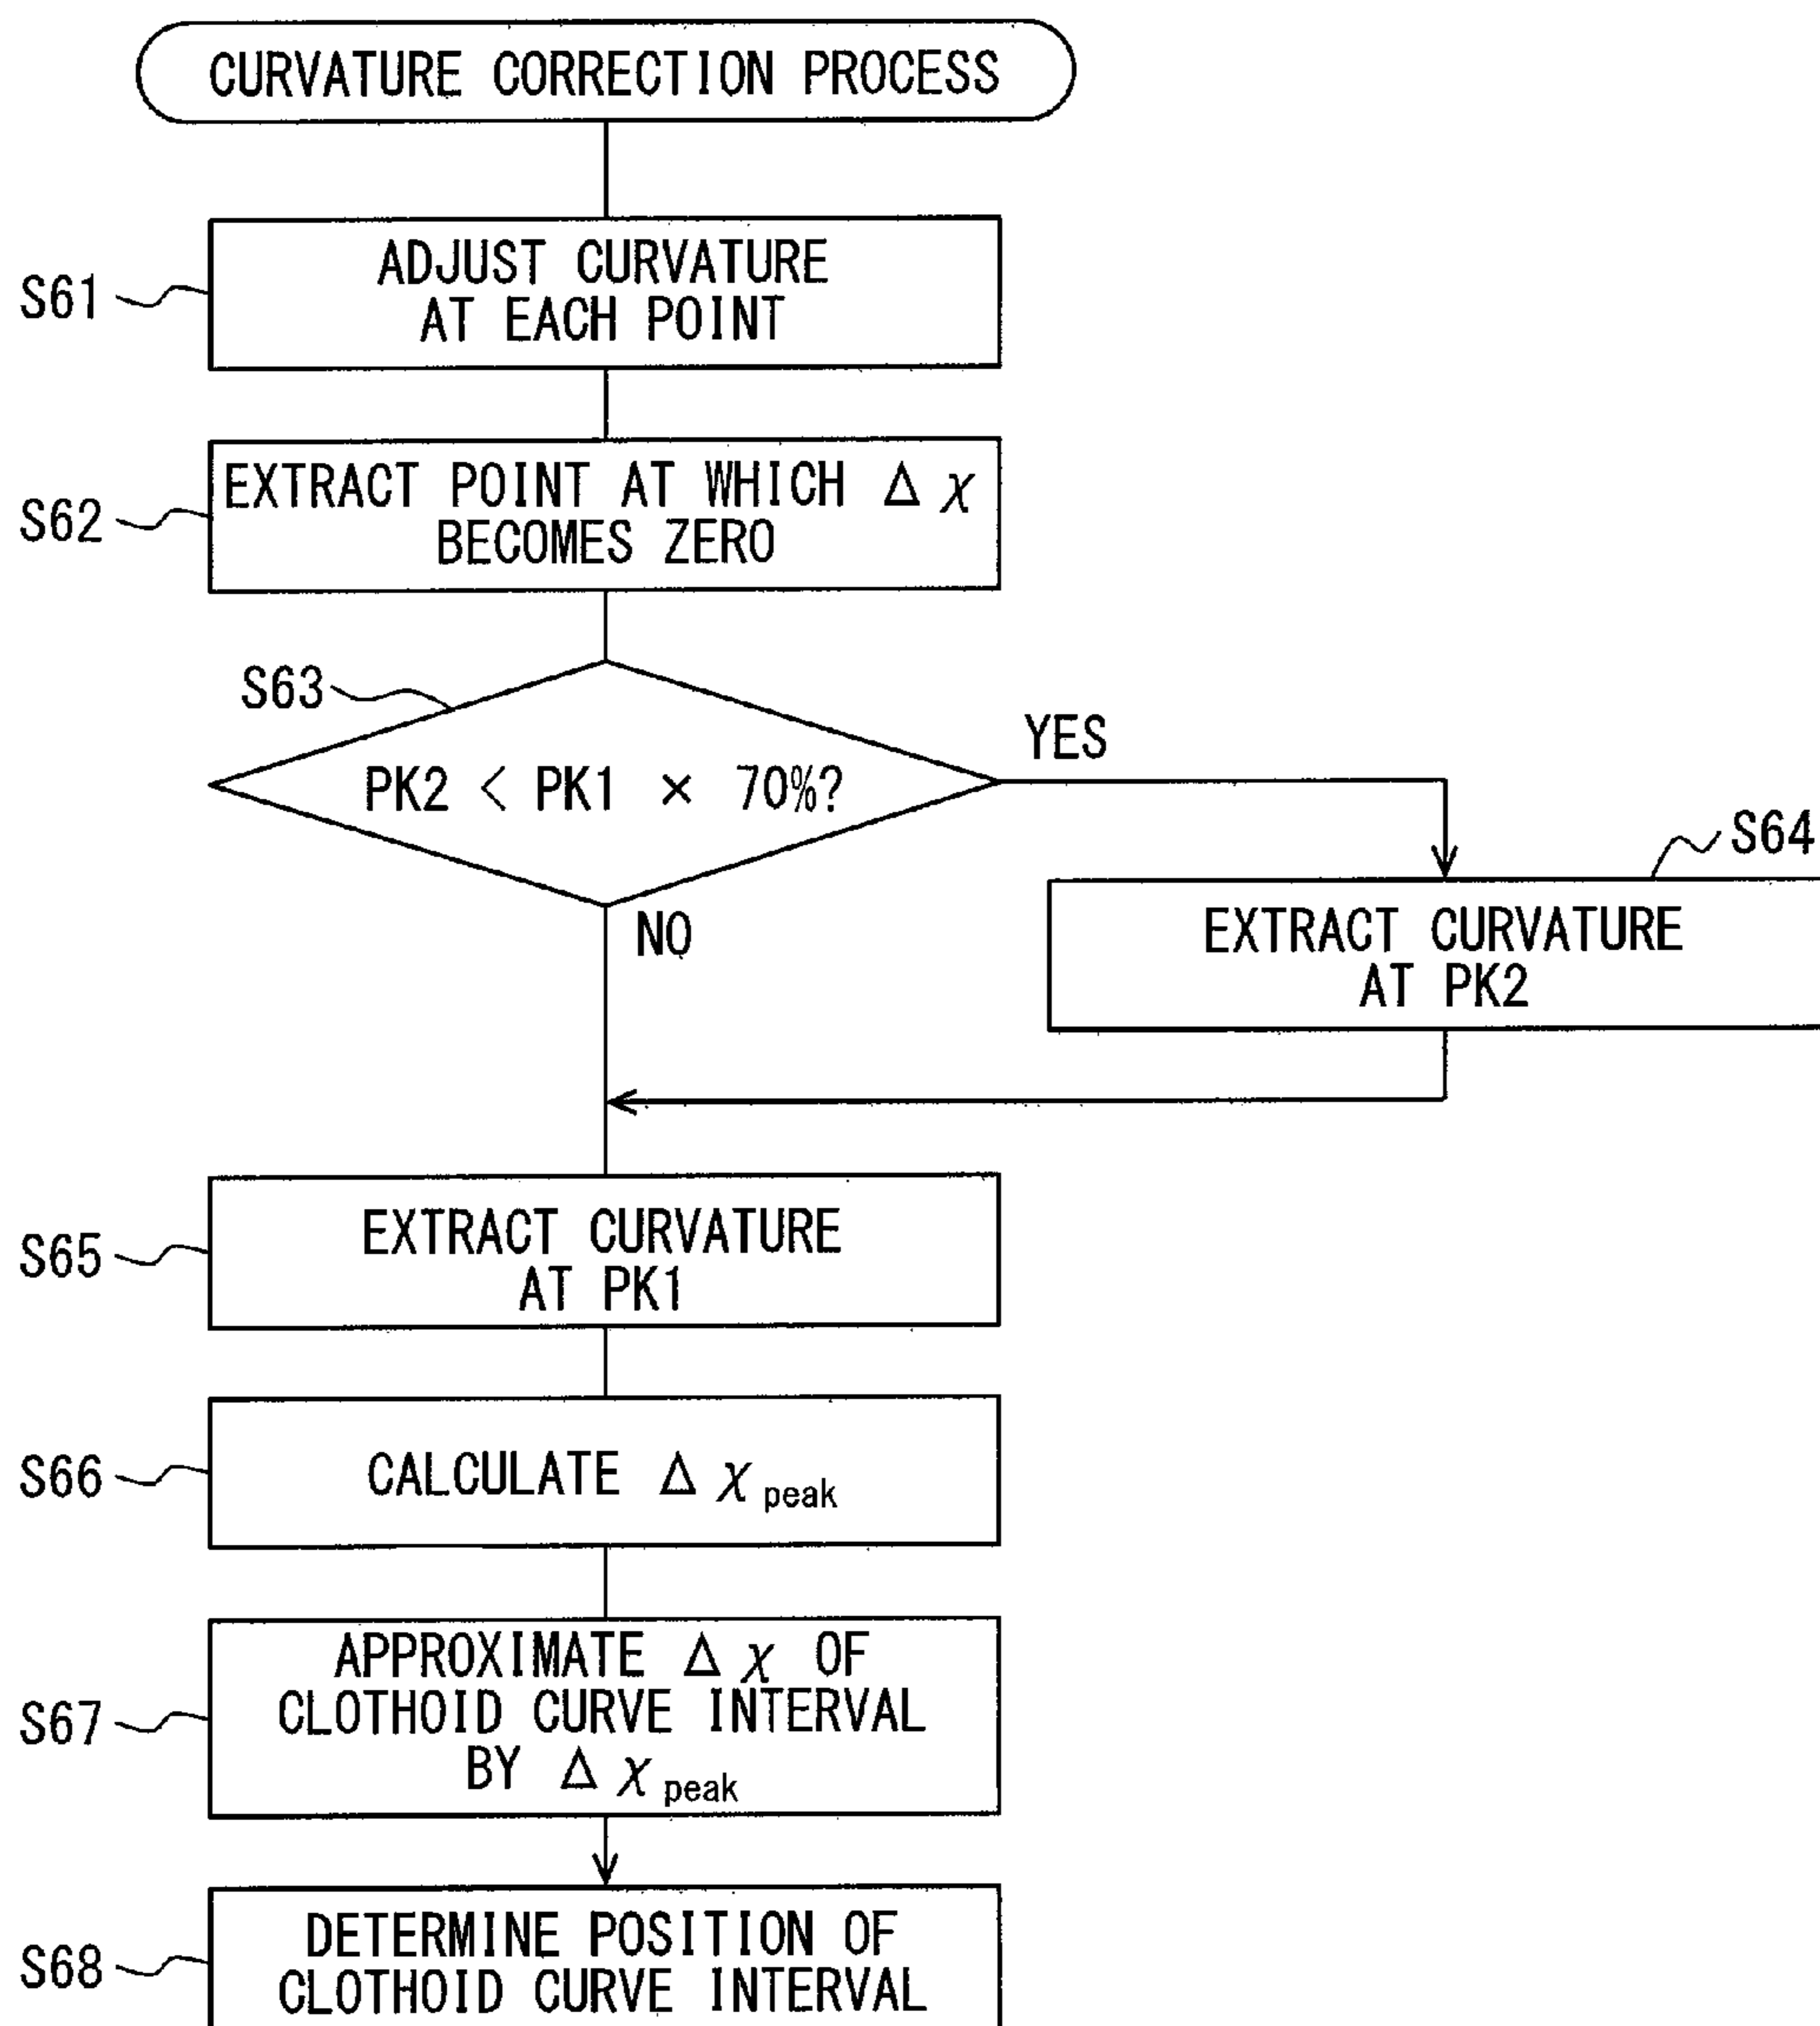 CURVATURE CORRECTION PROCESS
S61
ADJUST CURVATURE
AT EACH POINT
S62
EXTRACT POINT AT WHICH Δχ
BECOMES ZERO
S63
PK2 < PK1 × 70%?
YES
NO
S64
EXTRACT CURVATURE
AT PK2
S65
EXTRACT CURVATURE
AT PK1
S66
CALCULATE Δχpeak
S67
APPROXIMATE Δχ OF
CLOTHOID CURVE INTERVAL
BY Δχpeak
S68
DETERMINE POSITION OF
CLOTHOID CURVE INTERVAL